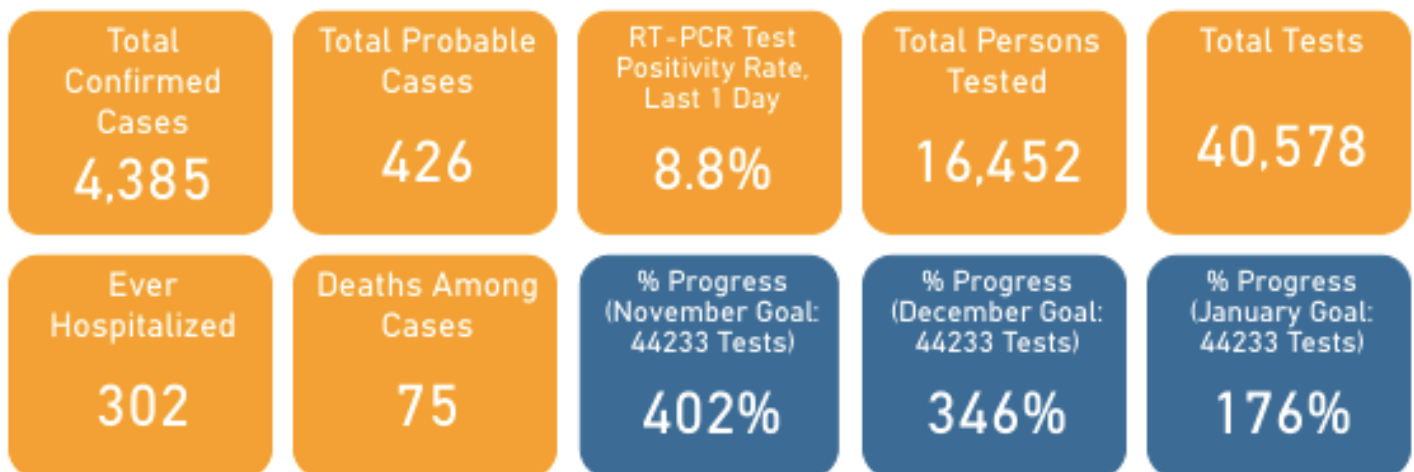 Total
Confirmed
Cases
4,385
Total Probable
Cases
426
RT-PCR Test
Positivity Rate,
Last 1 Day
8.8%
Total Persons
Tested
16,452
Total Tests
40,578
Ever
Hospitalized
302
Deaths Among
Cases
75
% Progress
(November Goal:
44233 Tests)
402%
% Progress
(December Goal:
44233 Tests)
346%
% Progress
(January Goal:
44233 Tests)
176%